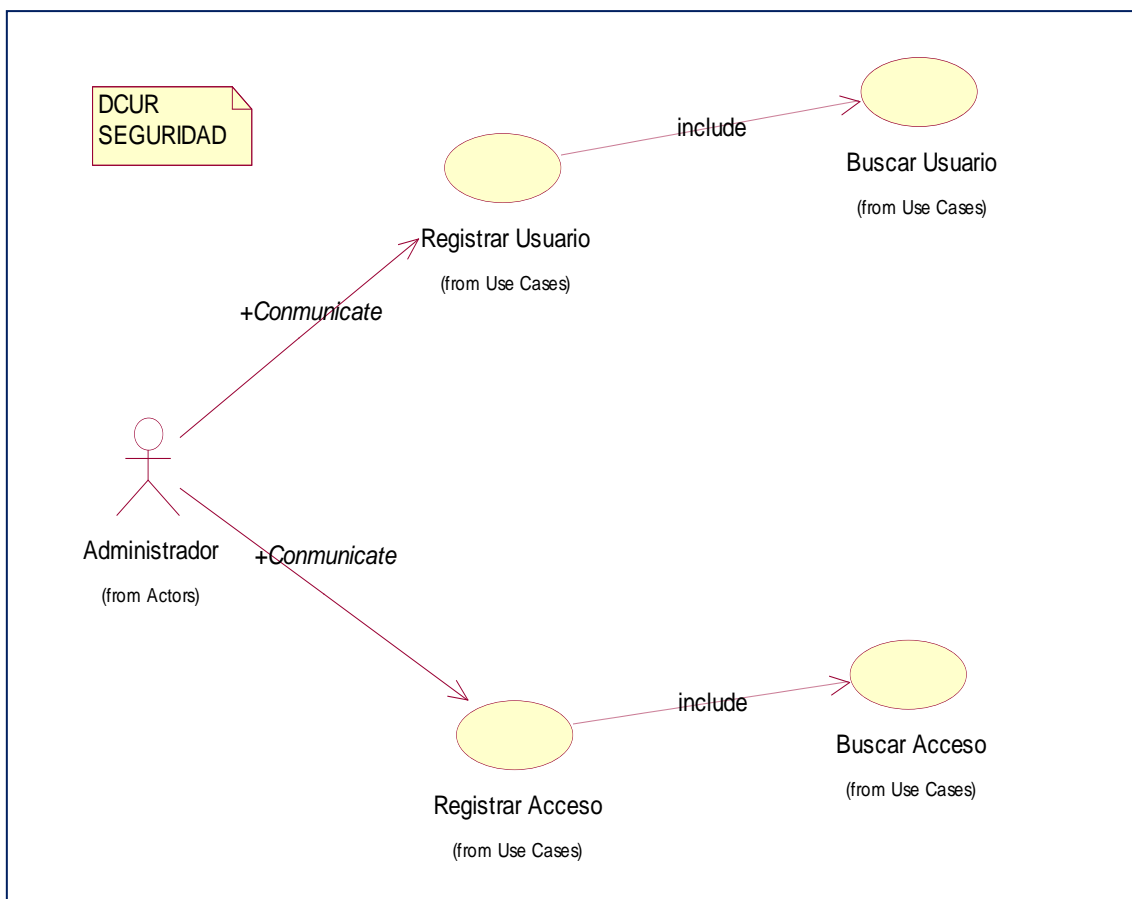 DCUR
SEGURIDAD
include
Buscar Usuario
(from Use Cases)
Registrar Usuario
(from Use Cases)
+Conmunicate
Administrador
(from Actors)
+Conmunicate
include
Buscar Acceso
(from Use Cases)
Registrar Acceso
(from Use Cases)